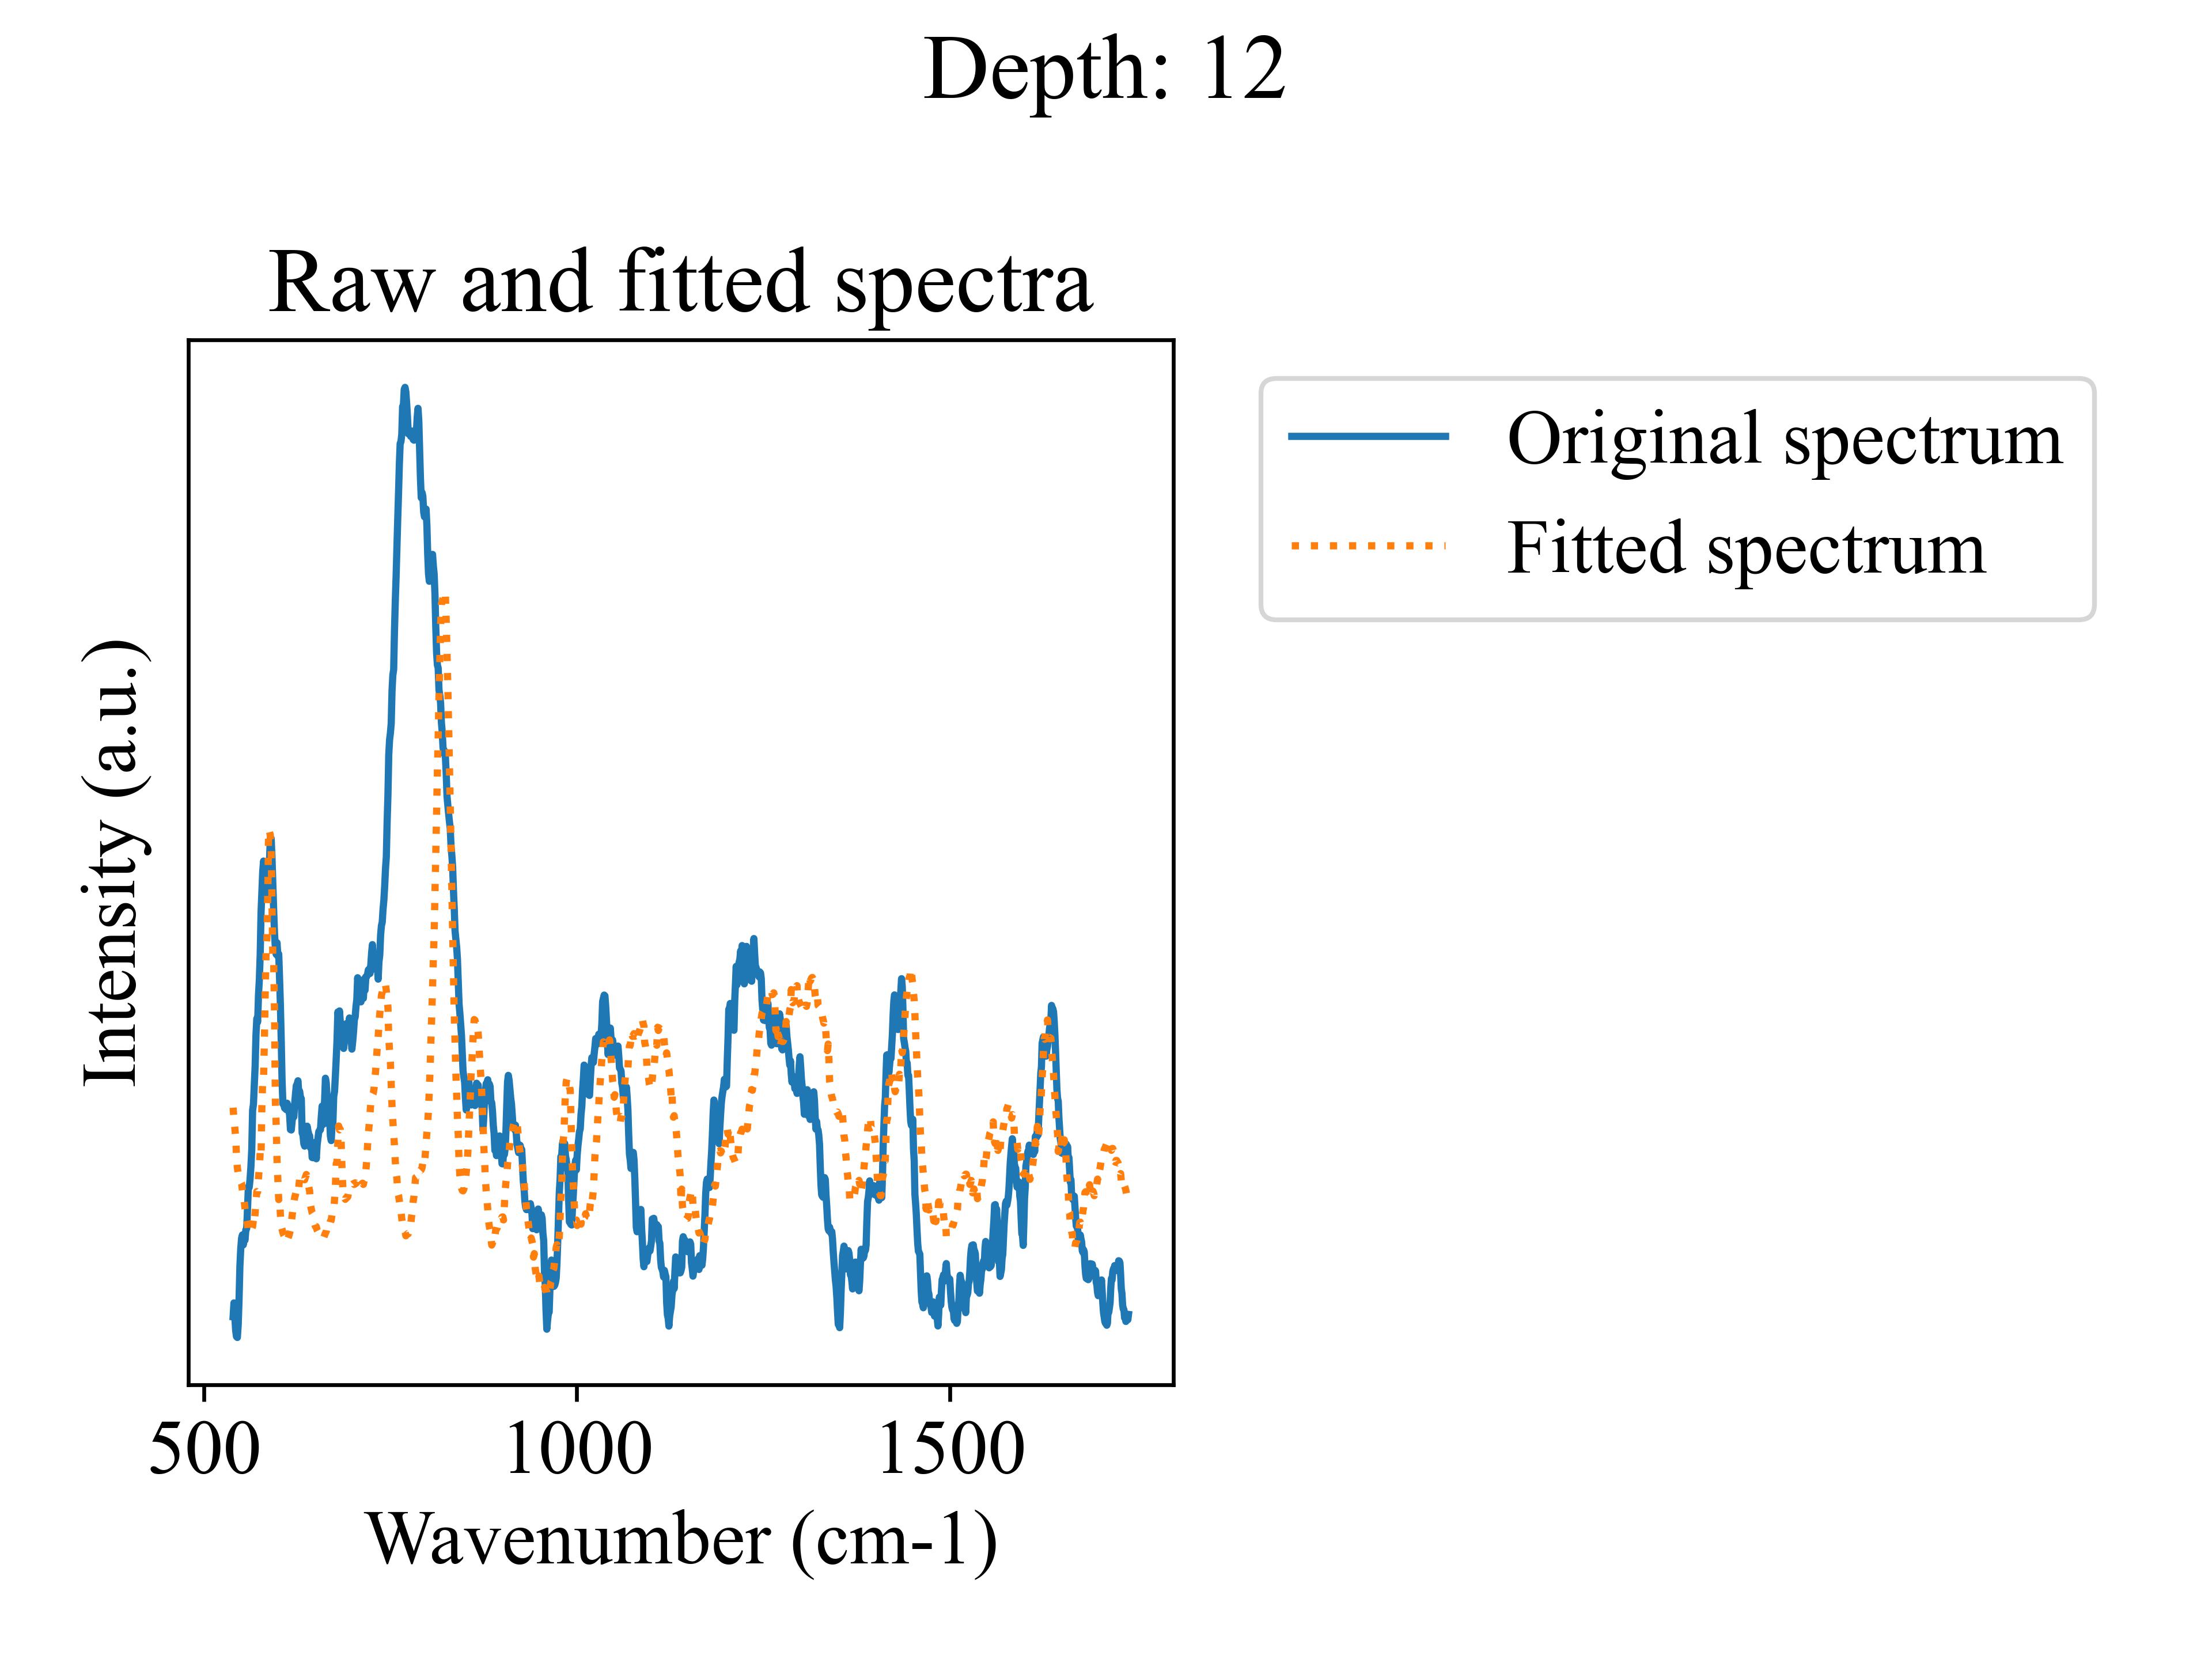 Depth: 12
Raw and fitted spectra
Original spectrum
Fitted spectrum
Intensity (a.u.)
500 1000 1500
Wavenumber (cm-1)